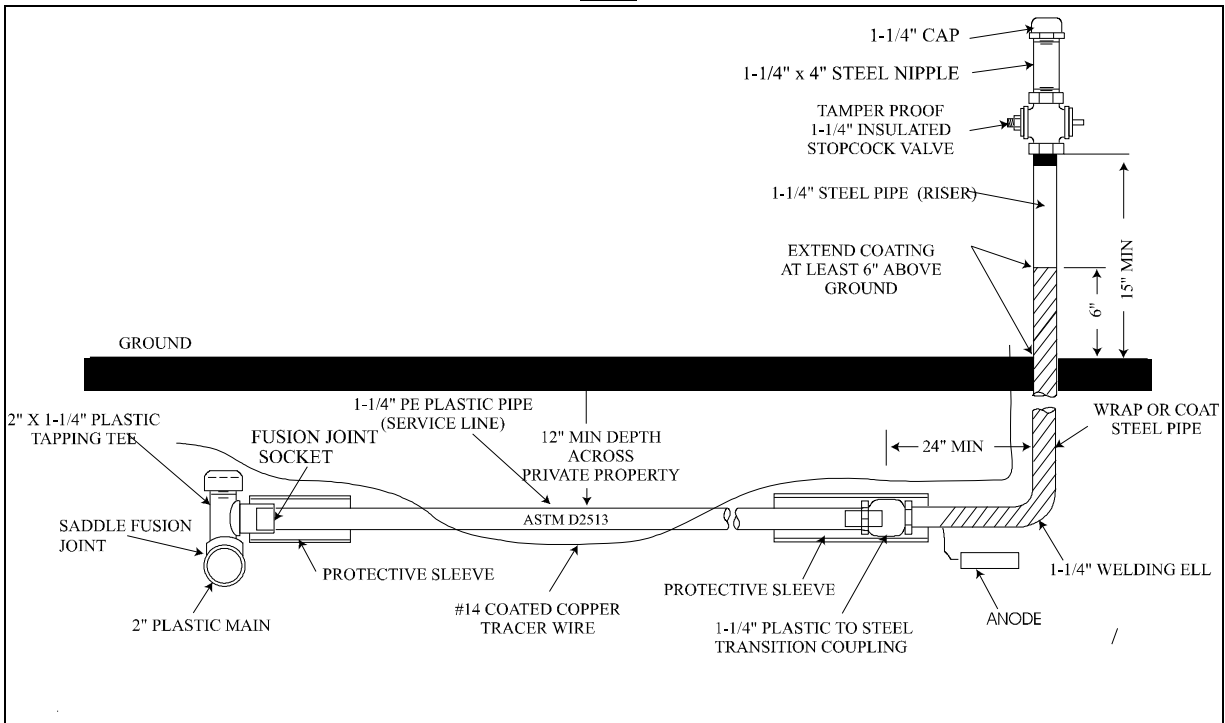 1-1/4" CAP
1-1/4" x 4" STEEL NIPPLE
TAMPER PROOF
1-1/4" INSULATED
STOPCOCK VALVE
1-1/4" STEEL PIPE (RISER)
EXTEND COATING
AT LEAST 6" ABOVE
GROUND
6"
15" MIN
GROUND
2" X 1-1/4" PLASTIC
TAPPING TEE
1-1/4" PE PLASTIC PIPE
(SERVICE LINE)
FUSION JOINT
SOCKET
12" MIN DEPTH
ACROSS
PRIVATE PROPERTY
24" MIN
WRAP OR COAT
STEEL PIPE
ASTM D2513
SADDLE FUSION
JOINT
PROTECTIVE SLEEVE
2" PLASTIC MAIN
#14 COATED COPPER
TRACER WIRE
PROTECTIVE SLEEVE
1-1/4" PLASTIC TO STEEL
TRANSITION COUPLING
ANODE
1-1/4" WELDING ELL